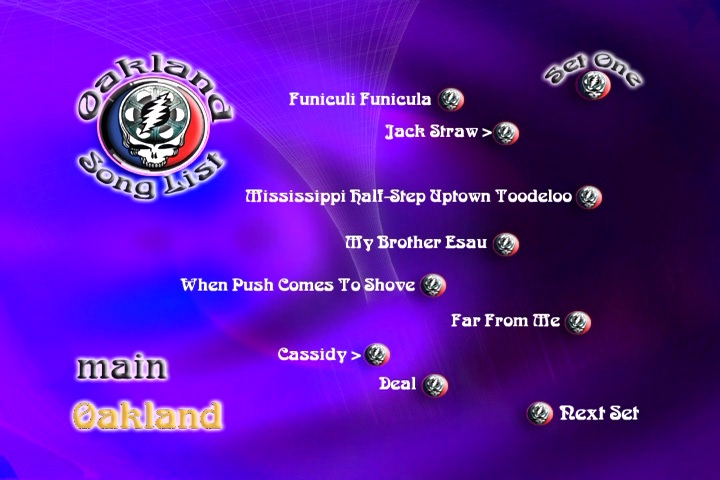 Oakland
Song List
Set One
Funiculi Funicula
Jack Straw >
Mississippi Half-Step Uptown Toodeloo
My Brother Esau
When Push Comes To Shove
Far From Me
Cassidy >
Deal
main
Oakland
Next Set